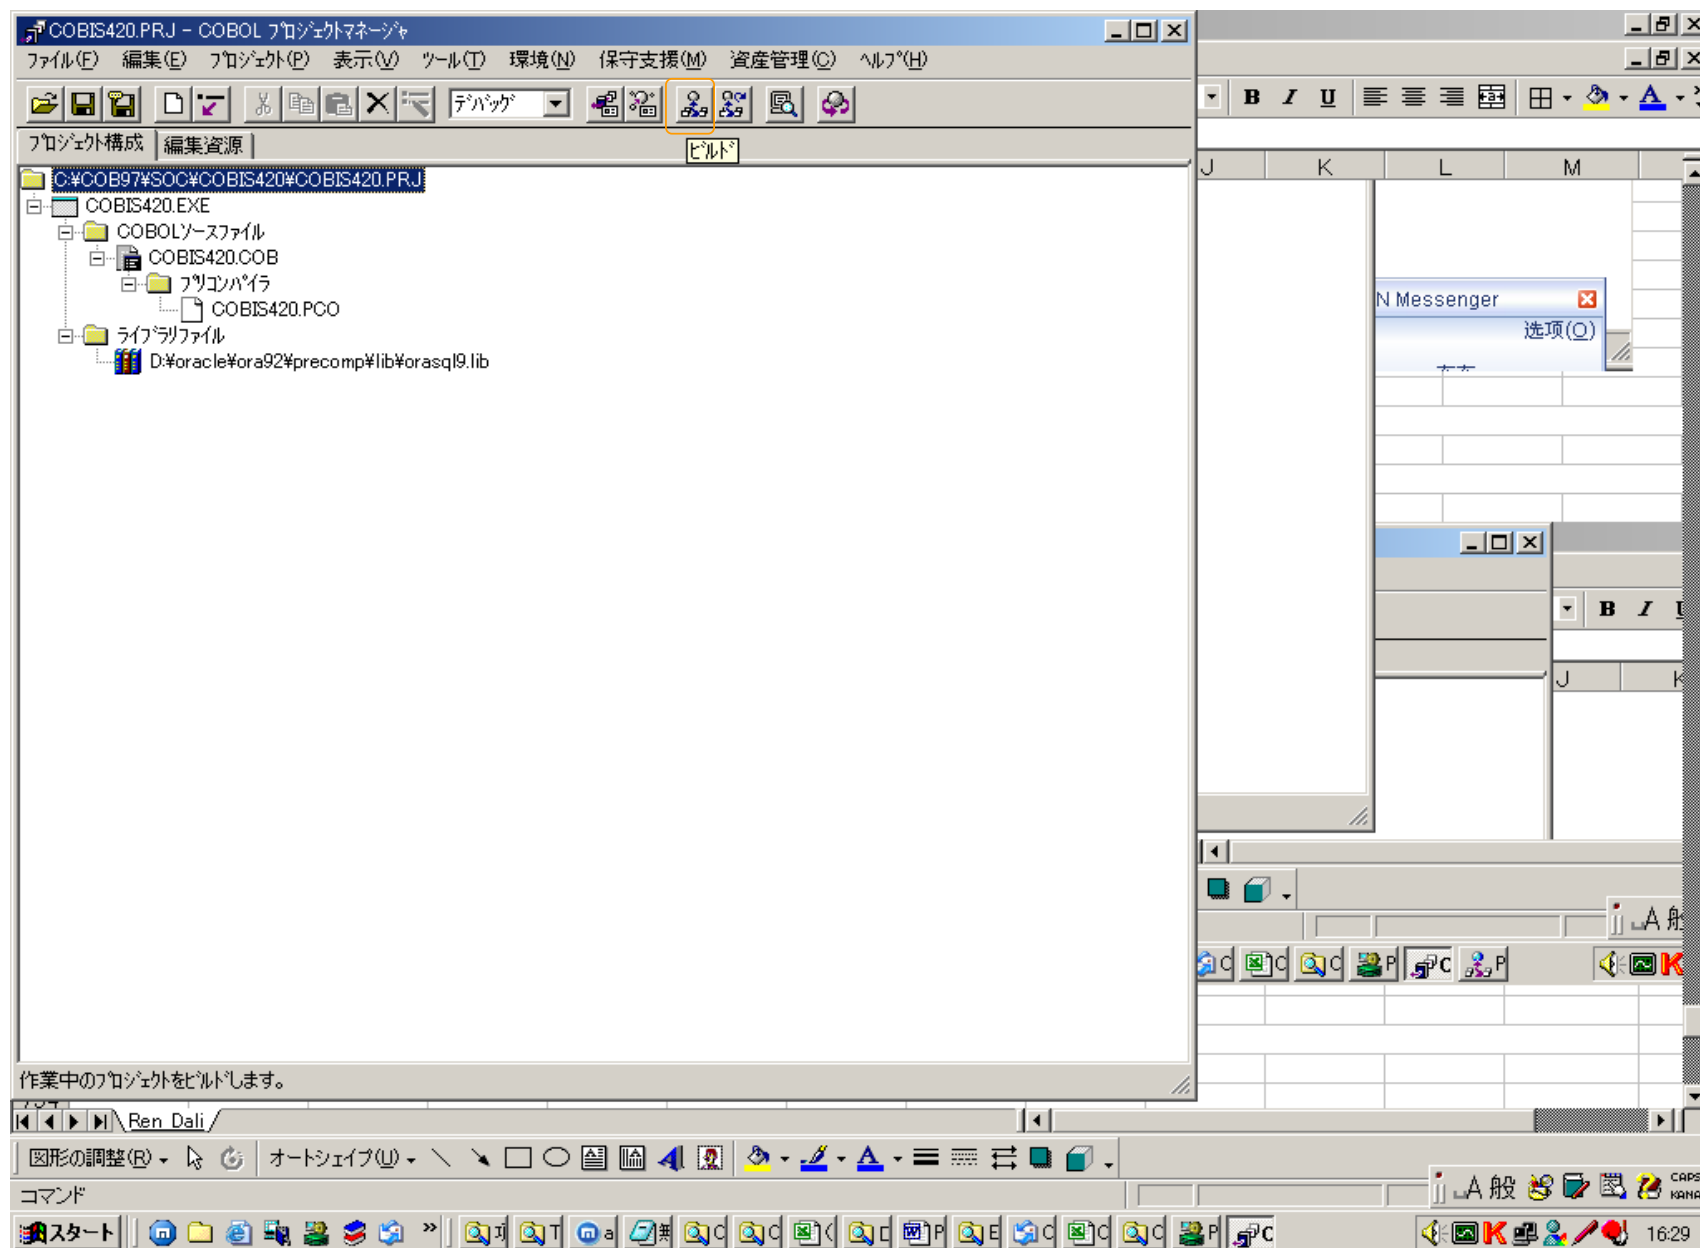 COBIS420.PRJ - COBOL ﾌﾟﾛｼﾞｪｸﾄﾏﾈｰｼﾞｬ
ﾌｧｲﾙ(F) 編集(E) ﾌﾟﾛｼﾞｪｸﾄ(P) 表示(V) ﾂｰﾙ(T) 環境(N) 保守支援(M) 資産管理(C) ﾍﾙﾌﾟ(H)
ﾃﾞﾊﾞｯｸﾞ
B I U A
ﾌﾟﾛｼﾞｪｸﾄ構成 編集資源
ﾋﾞﾙﾄﾞ
J K L M
C:¥COB97¥SOC¥COBIS420¥COBIS420.PRJ
COBIS420.EXE
COBOLｿｰｽﾌｧｲﾙ
COBIS420.COB
ﾌﾟﾘｺﾝﾊﾟｲﾗ
COBIS420.PCO
ﾗｲﾌﾞﾗﾘﾌｧｲﾙ
D:¥oracle¥ora92¥precomp¥lib¥orasql9.lib
N Messenger
选项(O)
B I
J K
A 般
C C C P C P
作業中のﾌﾟﾛｼﾞｪｸﾄをﾋﾞﾙﾄﾞします。
Ren Dali
図形の調整(R) オートシェイプ(U) A
コマンド
A 般 CAPS
KANA
スタート » T a 無 C C ( P E C C C P C 16:29